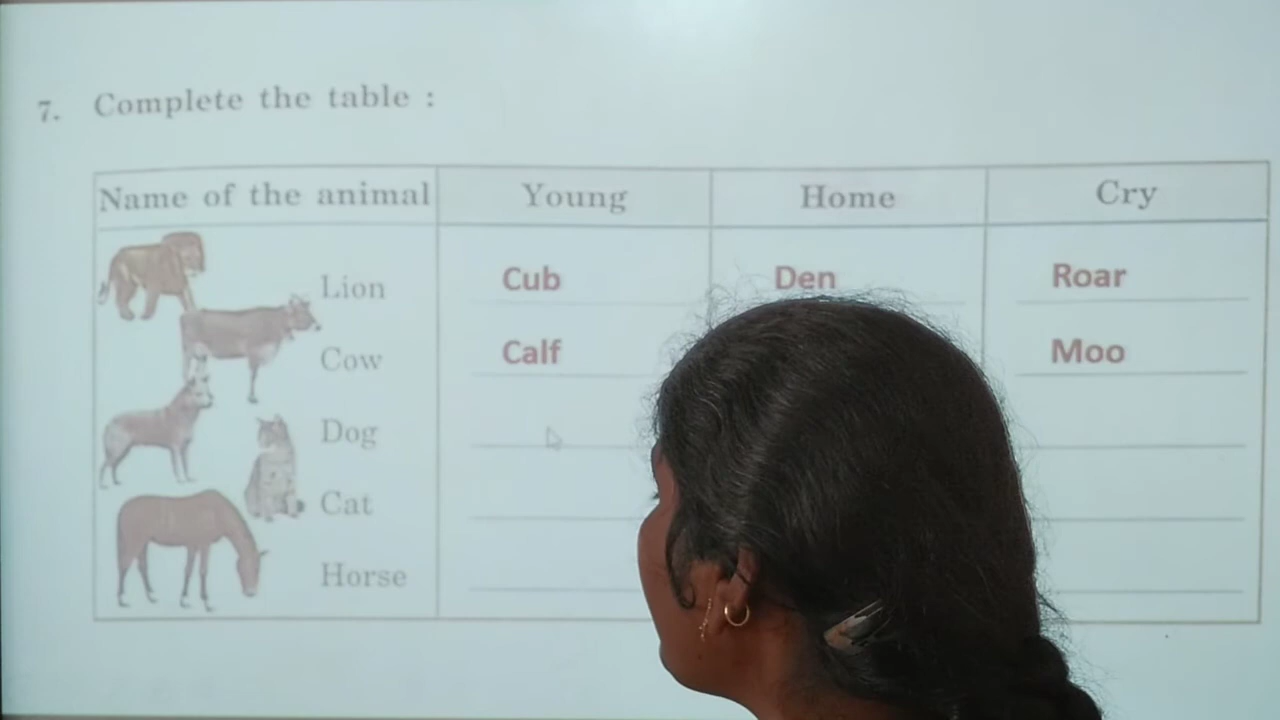 7. Complete the table :
Name of the animal Young Home Cry
Lion Cub Den Roar
Cow Calf Moo
Dog
Cat
Horse